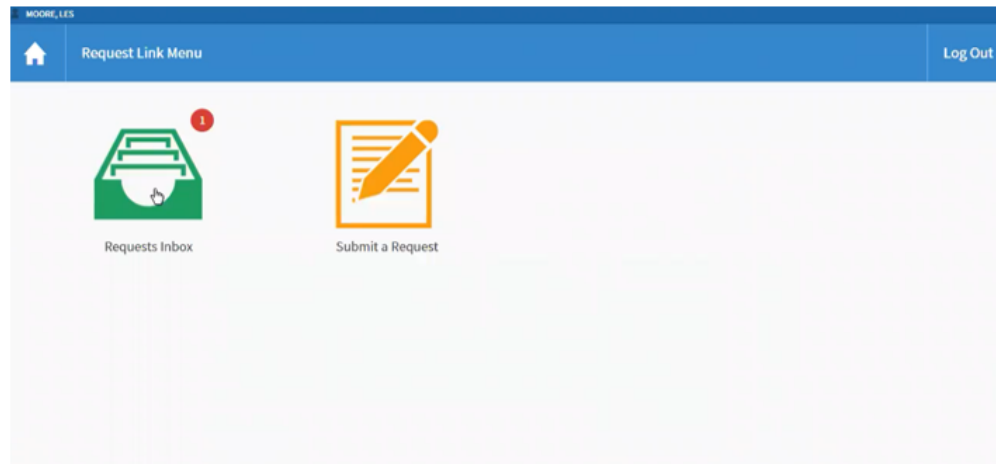 MOORE, LES
Request Link Menu
Log Out
1
Requests Inbox
Submit a Request